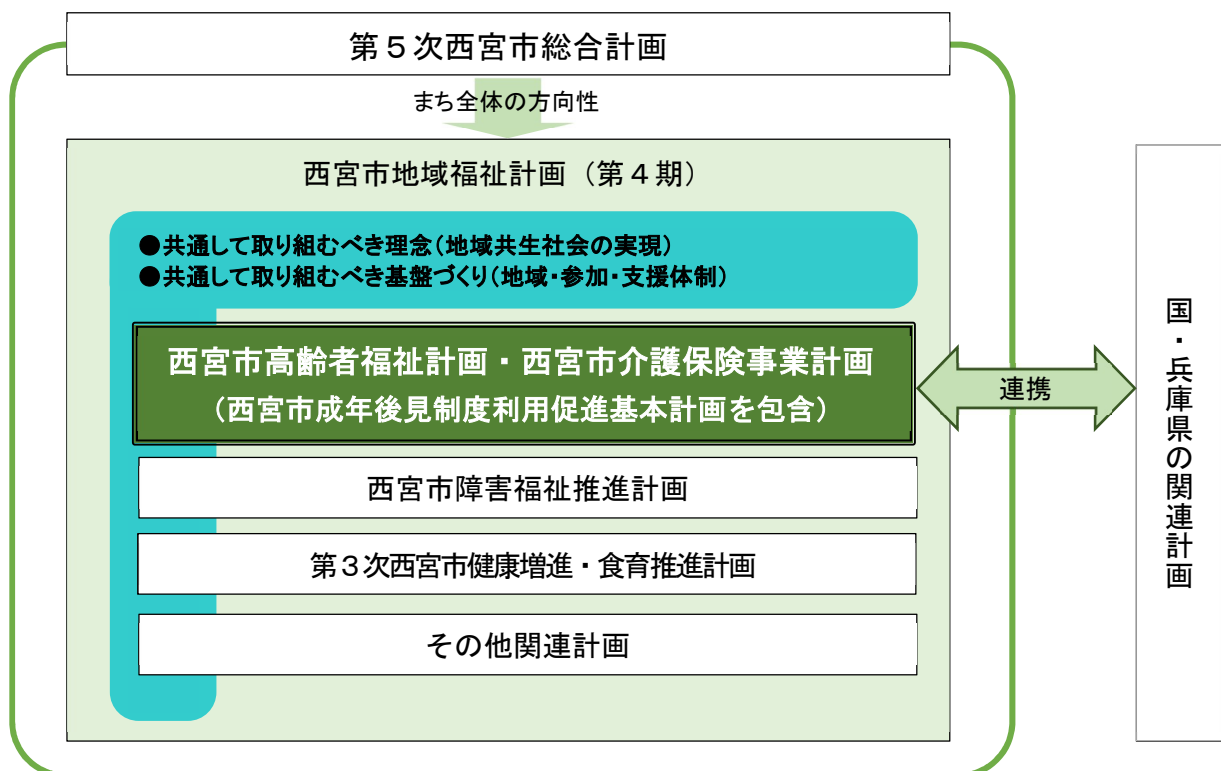 第５次西宮市総合計画
まち全体の方向性
西宮市地域福祉計画（第４期）
●共通して取り組むべき理念（地域共生社会の実現）
●共通して取り組むべき基盤づくり（地域・参加・支援体制）
西宮市高齢者福祉計画・西宮市介護保険事業計画
（西宮市成年後見制度利用促進基本計画を包含）
連携
西宮市障害福祉推進計画
第３次西宮市健康増進・食育推進計画
その他関連計画
国・兵庫県の関連計画